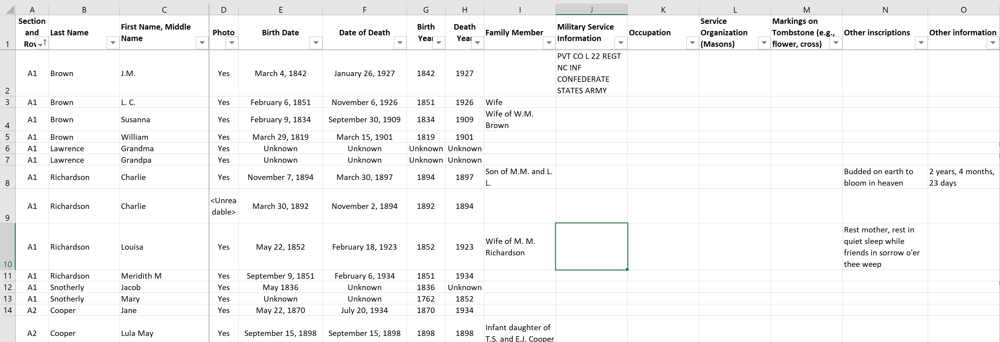 A B C D E F G H I J K L M N O
1 Section and Row Last Name First Name, Middle Name Photo Birth Date Date of Death Birth Year Death Year Family Member Military Service Information Occupation Service Organization (Masons) Markings on Tombstone (e.g., flower, cross) Other inscriptions Other information
2 A1 Brown J.M. Yes March 4, 1842 January 26, 1927 1842 1927 PVT CO L 22 REGT NC INF CONFEDERATE STATES ARMY
3 A1 Brown L. C. Yes February 6, 1851 November 6, 1926 1851 1926 Wife
4 A1 Brown Susanna Yes February 9, 1834 September 30, 1909 1834 1909 Wife of W.M. Brown
5 A1 Brown William Yes March 29, 1819 March 15, 1901 1819 1901
6 A1 Lawrence Grandma Yes Unknown Unknown Unknown Unknown
7 A1 Lawrence Grandpa Yes Unknown Unknown Unknown Unknown
8 A1 Richardson Charlie Yes November 7, 1894 March 30, 1897 1894 1897 Son of M.M. and L. L. Budded on earth to bloom in heaven 2 years, 4 months, 23 days
9 A1 Richardson Charlie <Unreadable> March 30, 1892 November 2, 1894 1892 1894
10 A1 Richardson Louisa Yes May 22, 1852 February 18, 1923 1852 1923 Wife of M. M. Richardson Rest mother, rest in quiet sleep while friends in sorrow o'er thee weep
11 A1 Richardson Meridith M Yes September 9, 1851 February 6, 1934 1851 1934
12 A1 Snotherly Jacob Yes May 1836 Unknown 1836 Unknown
13 A1 Snotherly Mary Yes Unknown Unknown 1762 1852
14 A2 Cooper Jane Yes May 22, 1870 July 20, 1934 1870 1934
A2 Cooper Lula May Yes September 15, 1898 September 15, 1898 1898 1898 Infant daughter of T.S. and E.J. Cooper